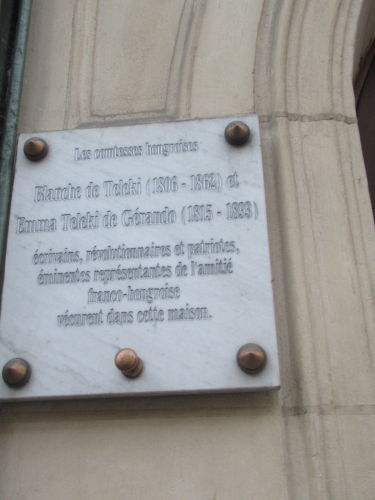 Les comtesses hongroises
Blanche de Teleki (1806 - 1862) et
Emma Teleki de Gérando (1815 - 1893)
écrivains, révolutionnaires et patriotes,
éminentes représentantes de l'amitié
franco-hongroise
vécurent dans cette maison.